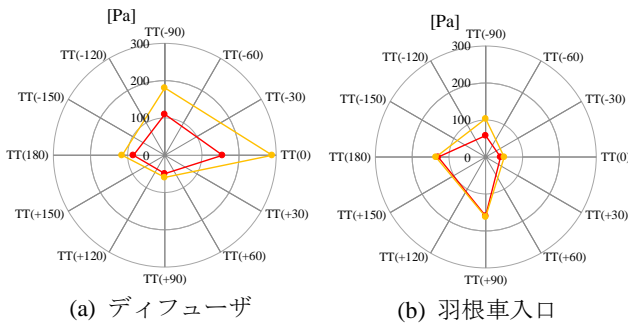 [Pa]
TT(-90)
300
TT(-120)
TT(-60)
200
TT(-150)
TT(-30)
100
TT(180)
0
TT(0)
TT(+150)
TT(+30)
TT(+120)
TT(+60)
TT(+90)
(a) ディフューザ
[Pa]
TT(-90)
300
TT(-120)
TT(-60)
200
TT(-150)
TT(-30)
100
TT(180)
0
TT(0)
TT(+150)
TT(+30)
TT(+120)
TT(+60)
TT(+90)
(b) 羽根車入口